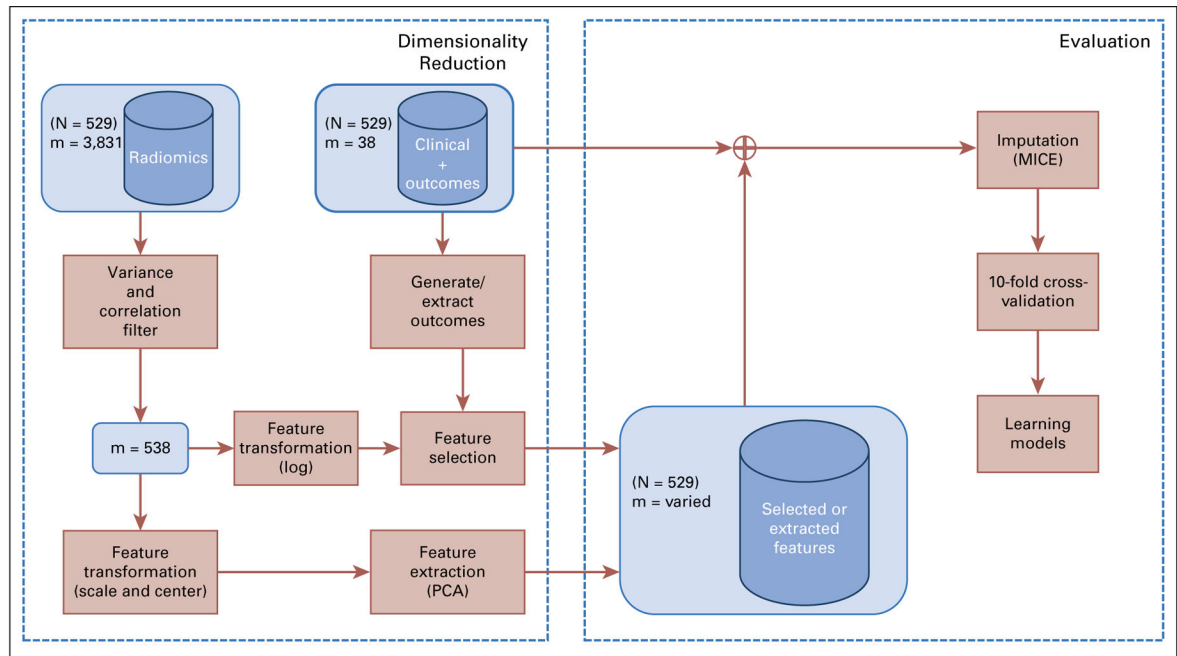 Dimensionality
Reduction
Evaluation
(N = 529)
m = 3,831
Radiomics
(N = 529)
m = 38
Clinical
+
outcomes
Imputation
(MICE)
Variance
and
correlation
filter
Generate/
extract
outcomes
10-fold cross-
validation
m = 538
Feature
transformation
(log)
Feature
selection
Learning
models
(N = 529)
m = varied
Selected or
extracted
features
Feature
transformation
(scale and center)
Feature
extraction
(PCA)